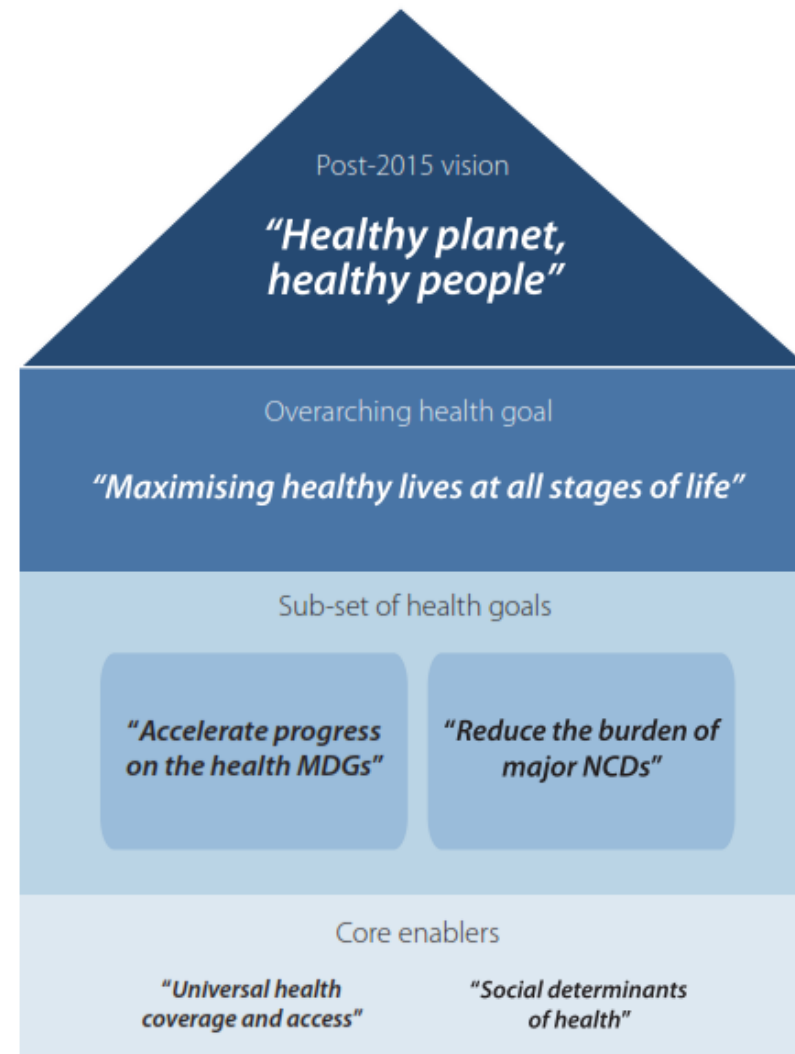 Post-2015 vision
“Healthy planet,
healthy people”
Overarching health goal
“Maximising healthy lives at all stages of life”
Sub-set of health goals
“Accelerate progress
on the health MDGs”
“Reduce the burden of
major NCDs”
Core enablers
“Universal health
coverage and access”
“Social determinants
of health”